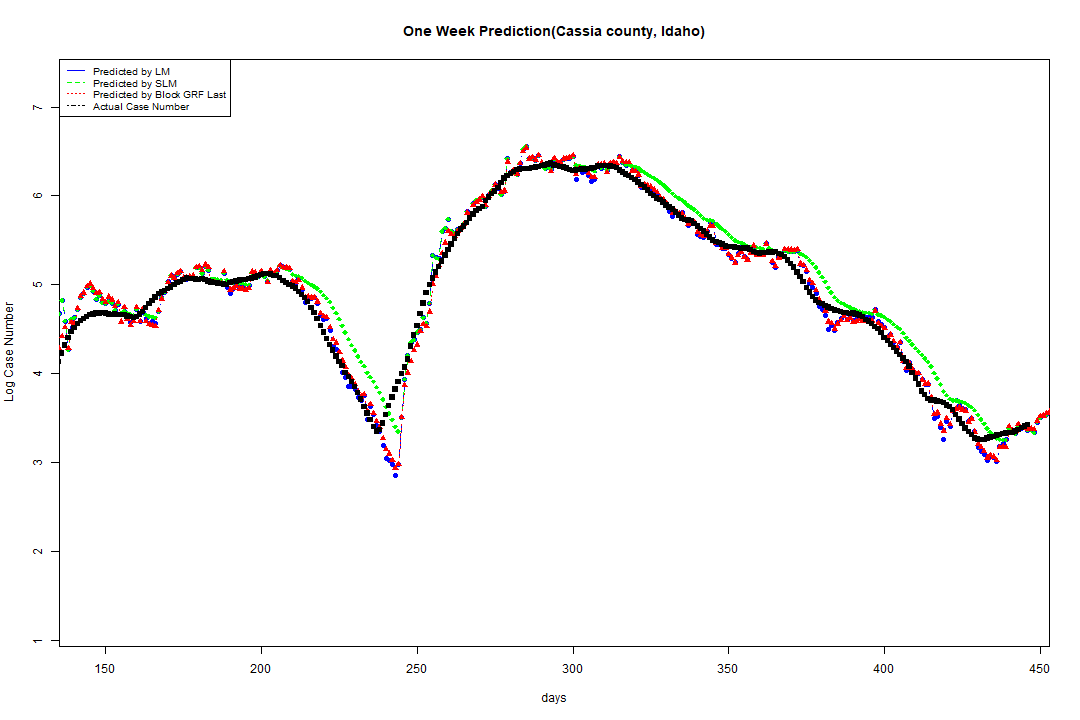 One Week Prediction(Cassia county, Idaho)
Predicted by LM
Predicted by SLM
Predicted by Block GRF Last
Actual Case Number
7
6
5
4
3
2
1
Log Case Number
150 200 250 300 350 400 450
days